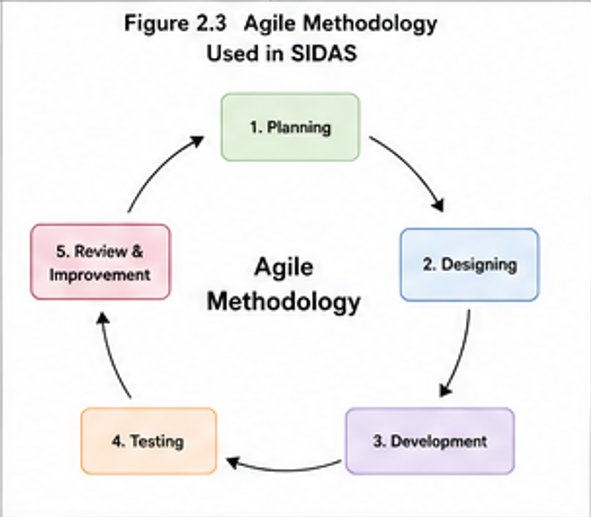 Figure 2.3 Agile Methodology
Used in SIDAS
1. Planning
2. Designing
3. Development
4. Testing
5. Review &
Improvement
Agile
Methodology